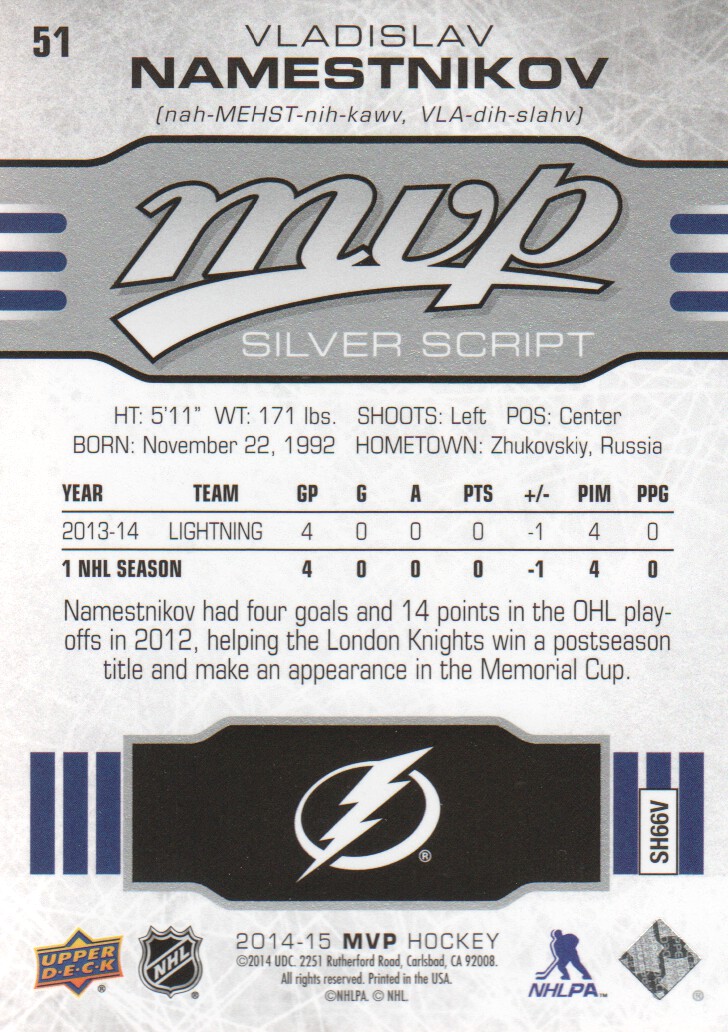 51
VLADISLAV
NAMESTNIKOV
(nah-MEHST-nih-kawv, VLA-dih-slahv)
mvp
SILVER SCRIPT
HT: 5'11" WT: 171 lbs. SHOOTS: Left POS: Center
BORN: November 22, 1992 HOMETOWN: Zhukovskiy, Russia
YEAR TEAM GP G A PTS +/- PIM PPG
2013-14 LIGHTNING 4 0 0 0 -1 4 0
1 NHL SEASON 4 0 0 0 -1 4 0
Namestnikov had four goals and 14 points in the OHL play-
offs in 2012, helping the London Knights win a postseason
title and make an appearance in the Memorial Cup.
®
SH66V
UPPER
D·E·C·K
®
NHL
®
2014-15 MVP HOCKEY
©2014 UDC. 2251 Rutherford Road, Carlsbad, CA 92008.
All rights reserved. Printed in the USA.
©NHLPA. © NHL.
NHLPA™
®